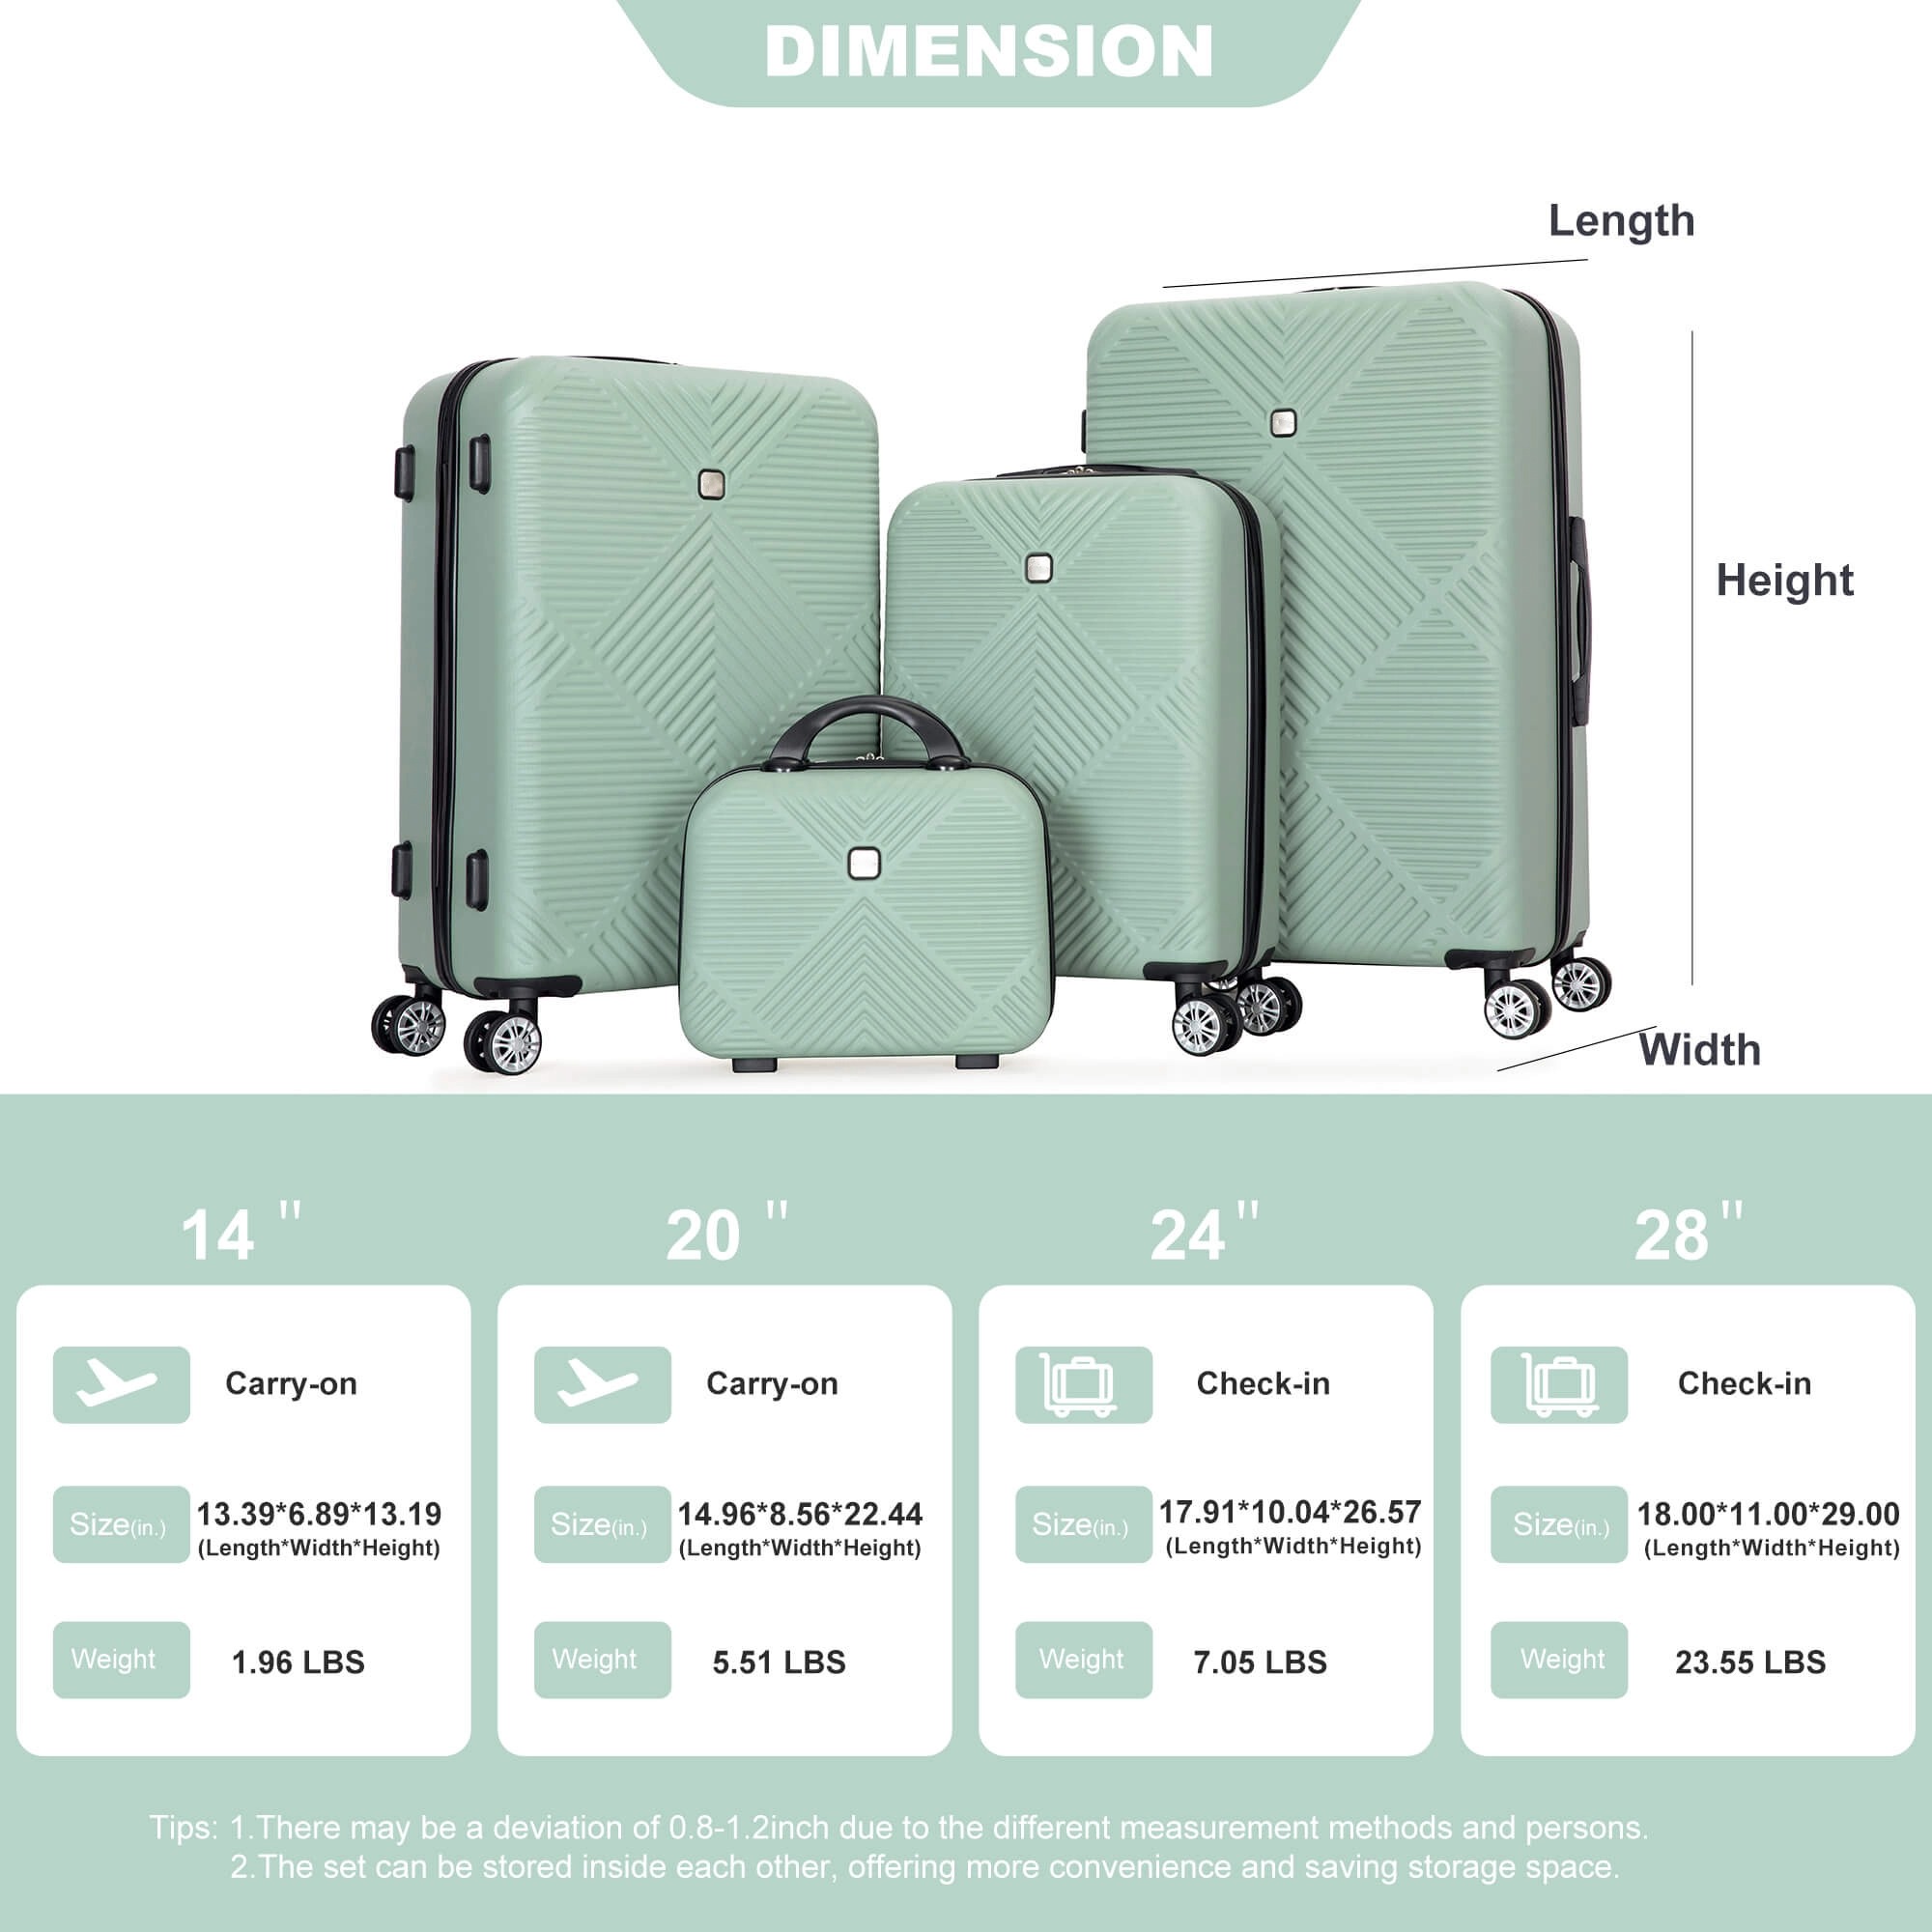 DIMENSION
Length
Height
Width
14"
20"
24"
28"
Carry-on
Carry-on
Check-in
Check-in
Size(in.) 13.39*6.89*13.19
(Length*Width*Height)
Size(in.) 14.96*8.56*22.44
(Length*Width*Height)
Size(in.) 17.91*10.04*26.57
(Length*Width*Height)
Size(in.) 18.00*11.00*29.00
(Length*Width*Height)
Weight 1.96 LBS
Weight 5.51 LBS
Weight 7.05 LBS
Weight 23.55 LBS
Tips: 1.There may be a deviation of 0.8-1.2inch due to the different measurement methods and persons.
2.The set can be stored inside each other, offering more convenience and saving storage space.